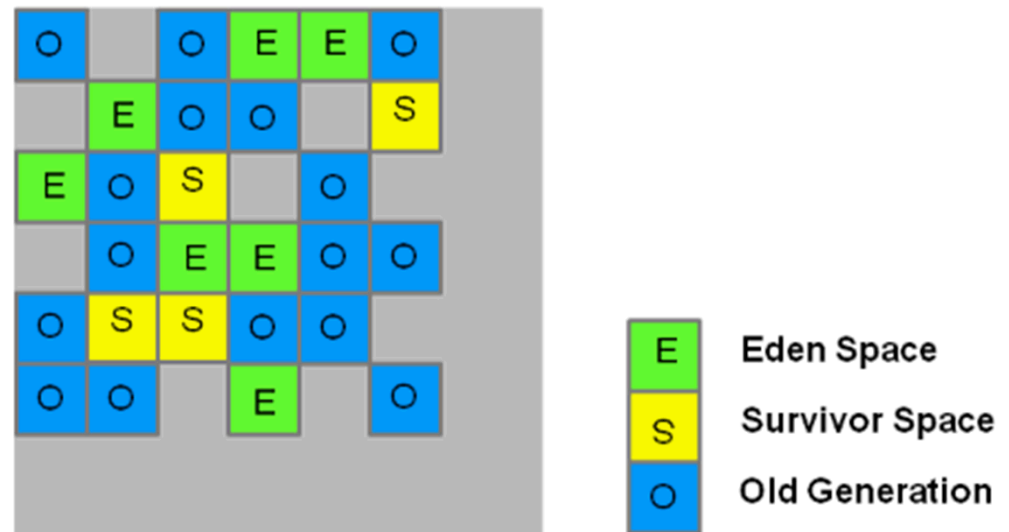 O O E E O
E O O S
E O S O
O E E O O
O S S O O
O O E O
E Eden Space
S Survivor Space
O Old Generation